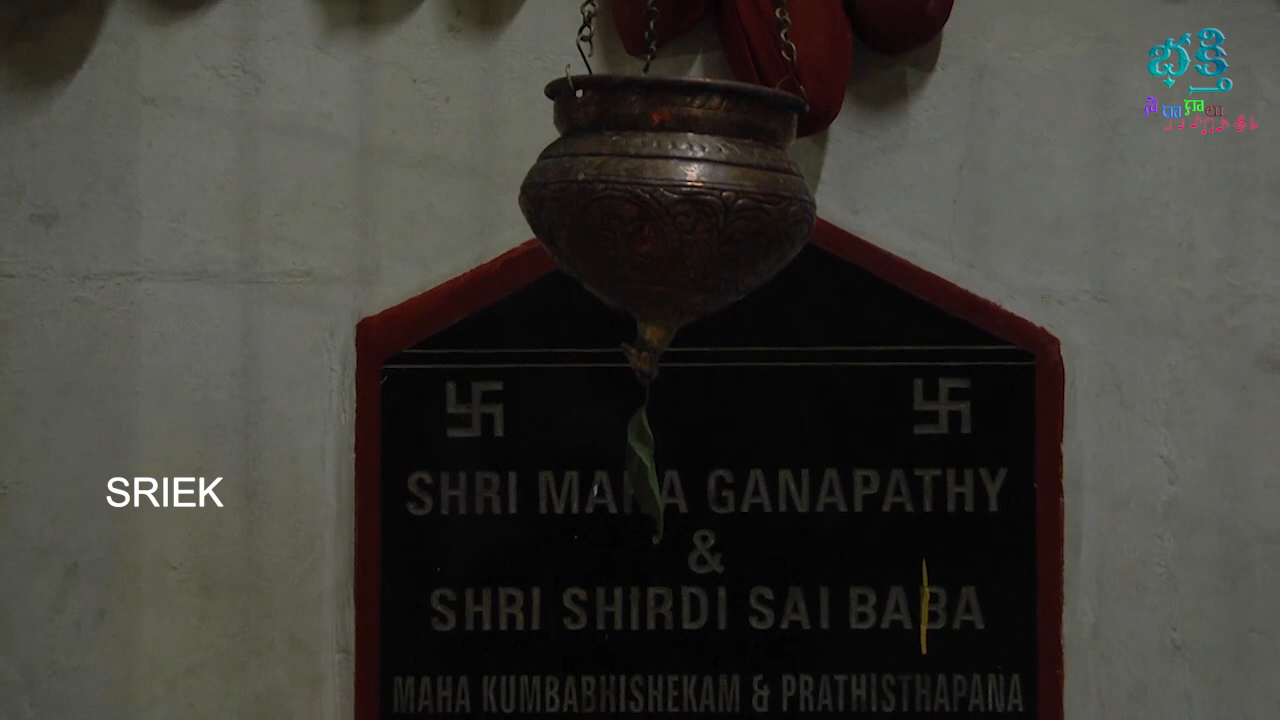 భక్తి
స రా గా లు
SRIEK
SHRI MAHA GANAPATHY
&
SHRI SHIRDI SAI BABA
MAHA KUMBABHISHEKAM & PRATHISTHAPANA